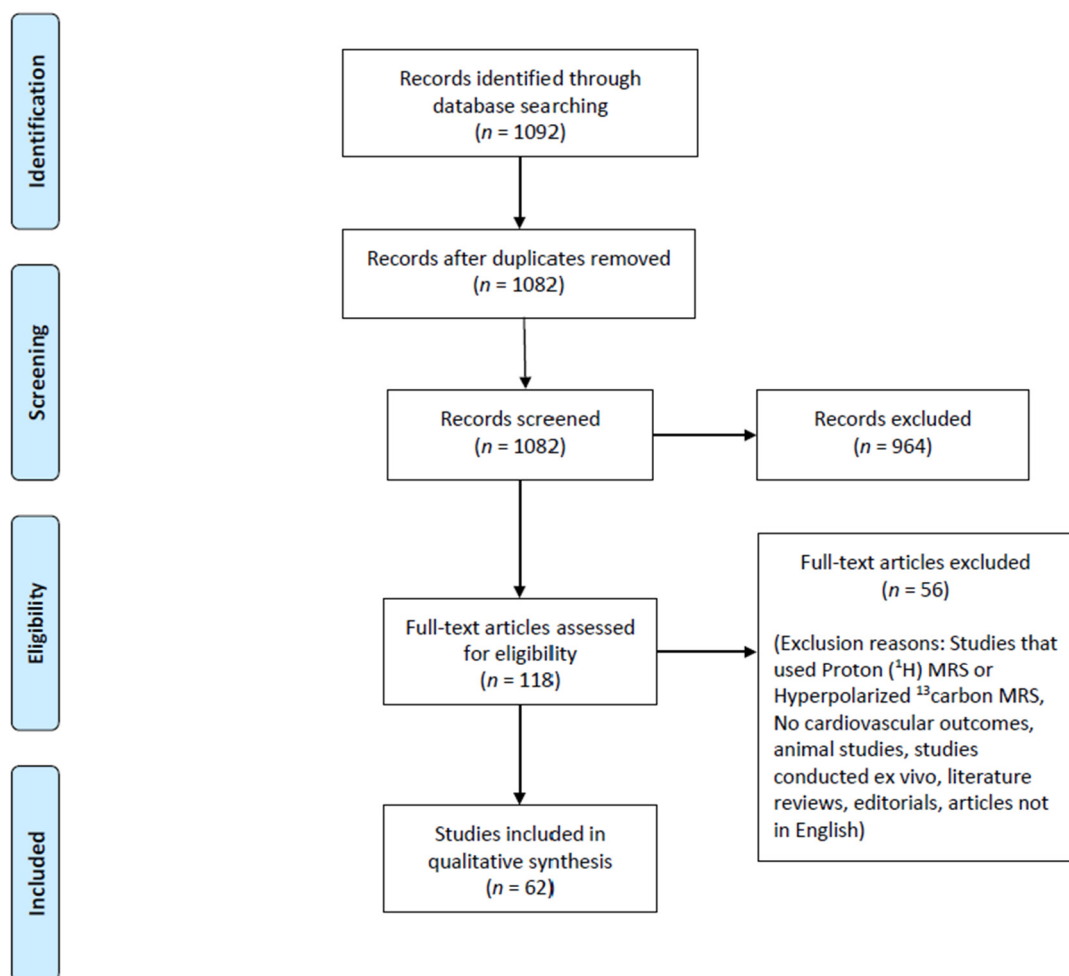 Identification
Records identified through
database searching
(n = 1092)
Records after duplicates removed
(n = 1082)
Screening
Records screened
(n = 1082)
Records excluded
(n = 964)
Eligibility
Full-text articles assessed
for eligibility
(n = 118)
Full-text articles excluded
(n = 56)
(Exclusion reasons: Studies that
used Proton (¹H) MRS or
Hyperpolarized ¹³carbon MRS,
No cardiovascular outcomes,
animal studies, studies
conducted ex vivo, literature
reviews, editorials, articles not
in English)
Included
Studies included in
qualitative synthesis
(n = 62)